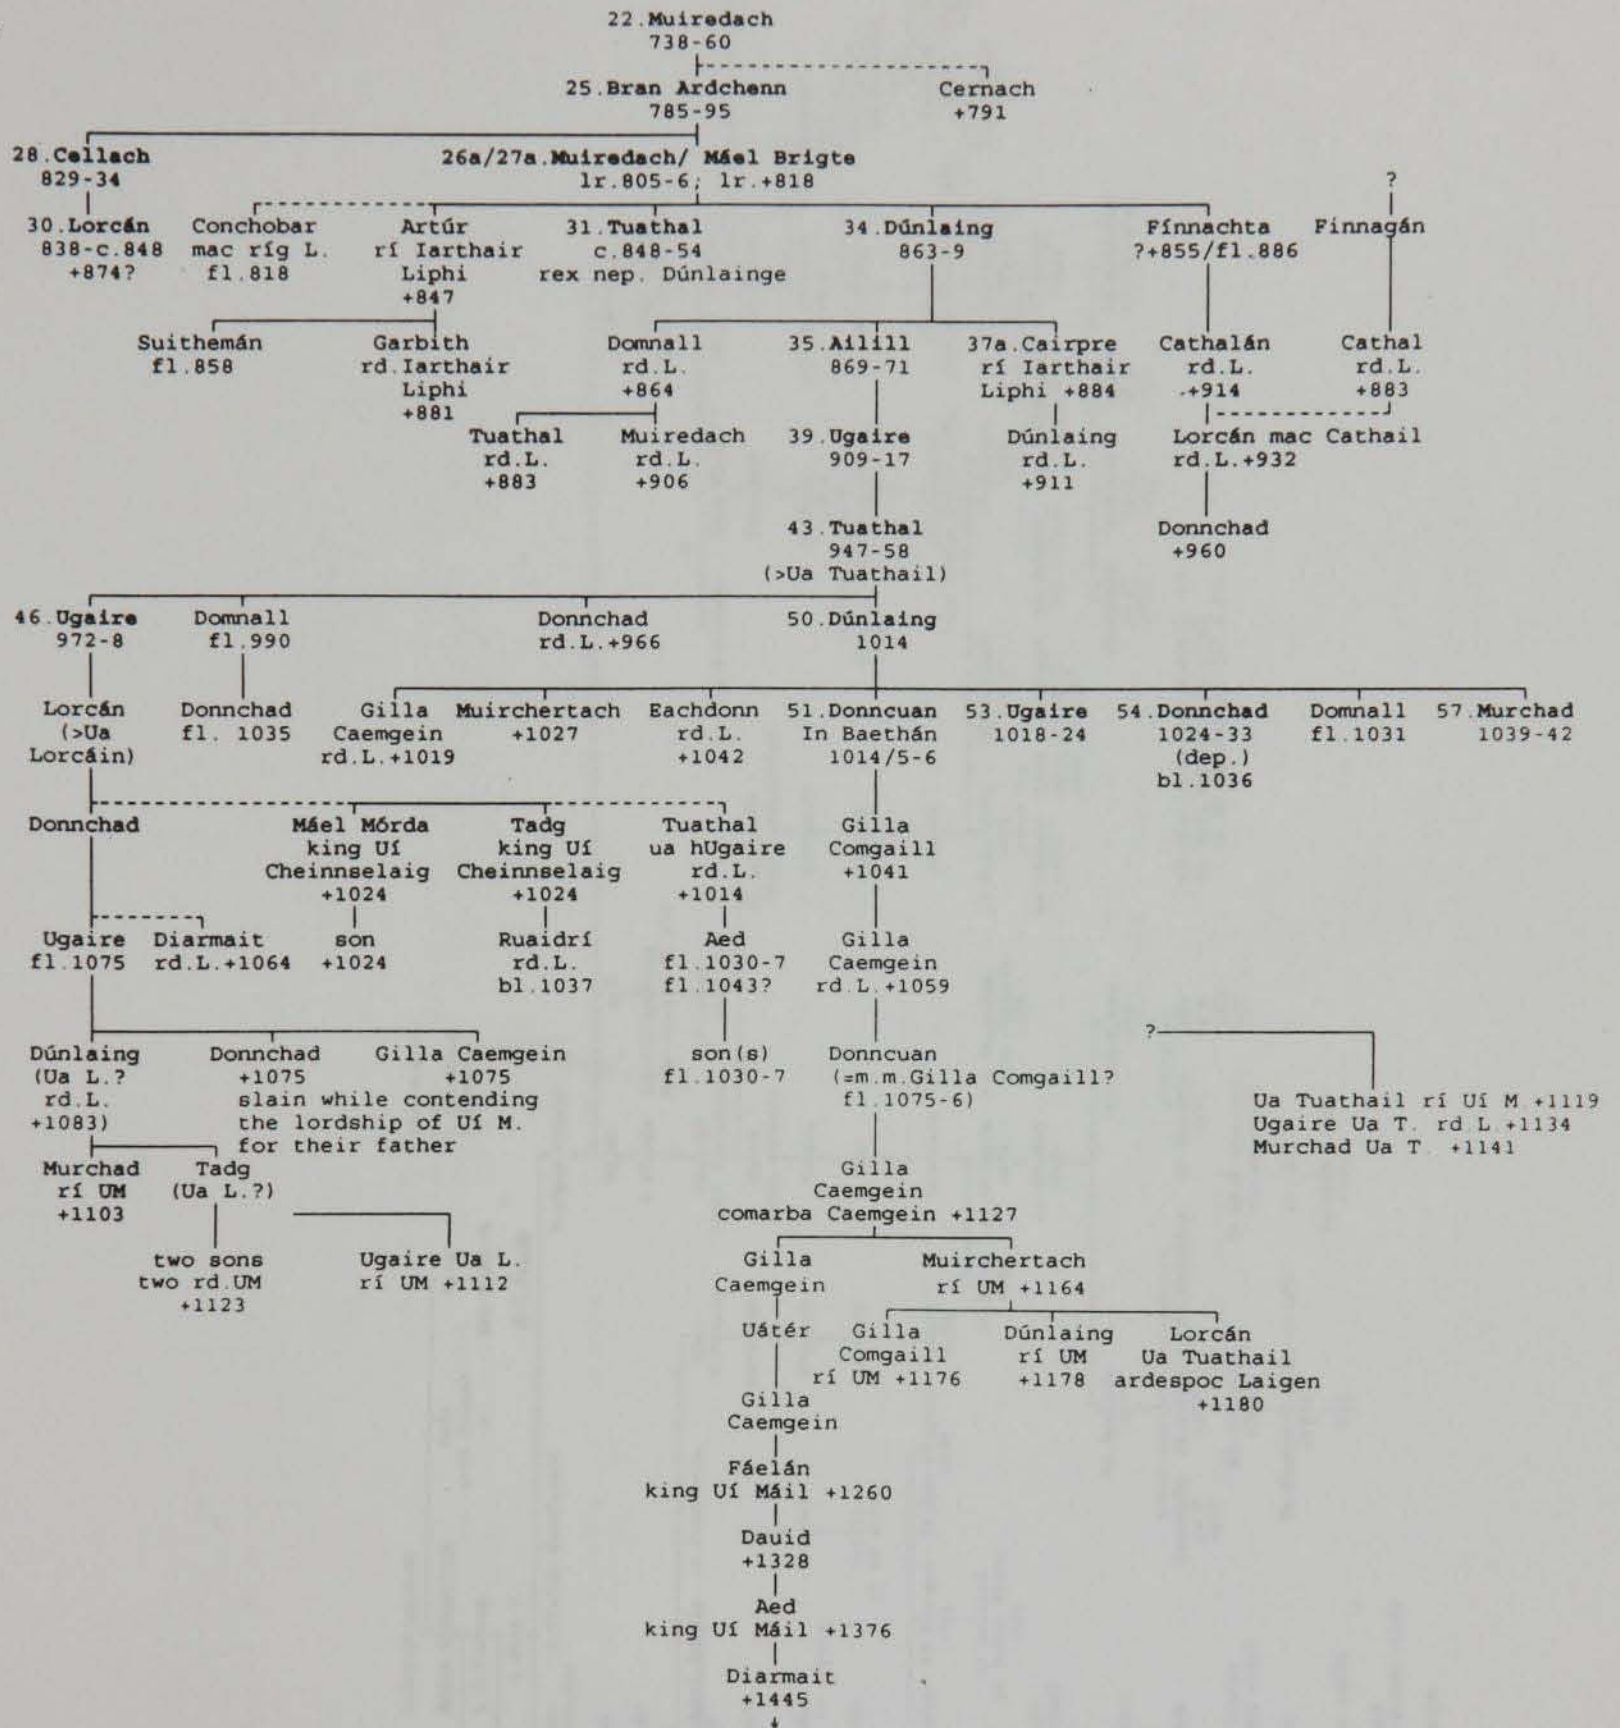 22.Muiredach
738-60
25.Bran Ardchenn Cernach
785-95 +791
28.Cellach 26a/27a.Muiredach/ Máel Brigte
829-34 lr.805-6; lr.+818 ?
30.Lorcán Conchobar Artúr 31.Tuathal 34.Dúnlaing Fínnachta Finnagán
838-c.848 mac ríg L. rí Iarthair c.848-54 863-9 ?+855/fl.886
+874? fl.818 Liphi rex nep. Dúnlainge
+847
Suithemán Garbith Domnall 35.Ailill 37a.Cairpre Cathalán Cathal
fl.858 rd.Iarthair rd.L. 869-71 rí Iarthair rd.L. rd.L.
Liphi +864 Liphi +884 +914 +883
+881
Tuathal Muiredach 39.Ugaire Dúnlaing Lorcán mac Cathail
rd.L. rd.L. 909-17 rd.L. rd.L.+932
+883 +906 +911
43.Tuathal Donnchad
947-58 +960
(>Ua Tuathail)
46.Ugaire Domnall Donnchad 50.Dúnlaing
972-8 fl.990 rd.L.+966 1014
Lorcán Donnchad Gilla Muirchertach Eachdonn 51.Donncuan 53.Ugaire 54.Donnchad Domnall 57.Murchad
(>Ua fl. 1035 Caemgein +1027 rd.L. In Baethán 1018-24 1024-33 fl.1031 1039-42
Lorcáin) rd.L.+1019 +1042 1014/5-6 (dep.)
bl.1036
Donnchad Máel Mórda Tadg Tuathal Gilla
king Uí king Uí ua hUgaire Comgaill
Cheinnselaig Cheinnselaig rd.L. +1041
+1024 +1024 +1014
Ugaire Diarmait son Ruaidrí Aed Gilla
fl.1075 rd.L.+1064 +1024 rd.L. fl.1030-7 Caemgein
bl.1037 fl.1043? rd.L.+1059
?
Dúnlaing Donnchad Gilla Caemgein son(s) Donncuan
(Ua L.? +1075 +1075 fl.1030-7 (=m.m.Gilla Comgaill?
rd.L. slain while contending fl.1075-6) Ua Tuathail rí Uí M.+1119
+1083) the lordship of Uí M. Ugaire Ua T. rd L.+1134
for their father Murchad Ua T. +1141
Murchad Tadg Gilla
rí UM (Ua L.?) Caemgein
+1103 comarba Caemgein +1127
two sons Ugaire Ua L. Gilla Muirchertach
two rd.UM rí UM +1112 Caemgein rí UM +1164
+1123
Uátér Gilla Dúnlaing Lorcán
Comgaill rí UM Ua Tuathail
rí UM +1176 +1178 ardespoc Laigen
Gilla +1180
Caemgein
Fáelán
king Uí Máil +1260
Dauid
+1328
Aed
king Uí Máil +1376
Diarmait
+1445